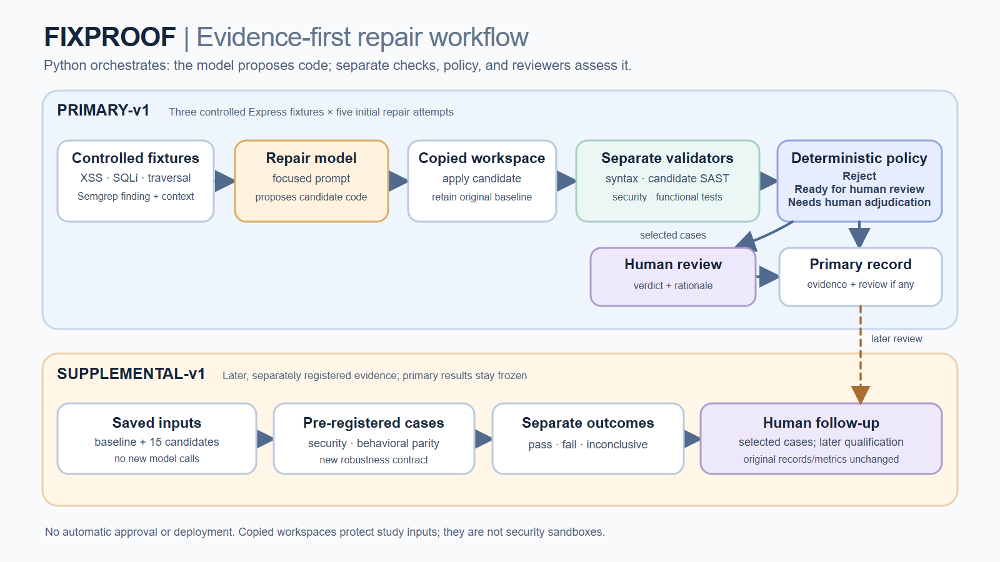 FIXPROOF | Evidence-first repair workflow
Python orchestrates: the model proposes code; separate checks, policy, and reviewers assess it.
PRIMARY-v1 Three controlled Express fixtures × five initial repair attempts
Controlled fixtures
XSS · SQLi · traversal
Semgrep finding + context
Repair model
focused prompt
proposes candidate code
Copied workspace
apply candidate
retain original baseline
Separate validators
syntax · candidate SAST
security · functional tests
Deterministic policy
Reject
Ready for human review
Needs human adjudication
selected cases
Human review
verdict + rationale
Primary record
evidence + review if any
later review
SUPPLEMENTAL-v1 Later, separately registered evidence; primary results stay frozen
Saved inputs
baseline + 15 candidates
no new model calls
Pre-registered cases
security · behavioral parity
new robustness contract
Separate outcomes
pass · fail · inconclusive
Human follow-up
selected cases; later qualification
original records/metrics unchanged
No automatic approval or deployment. Copied workspaces protect study inputs; they are not security sandboxes.